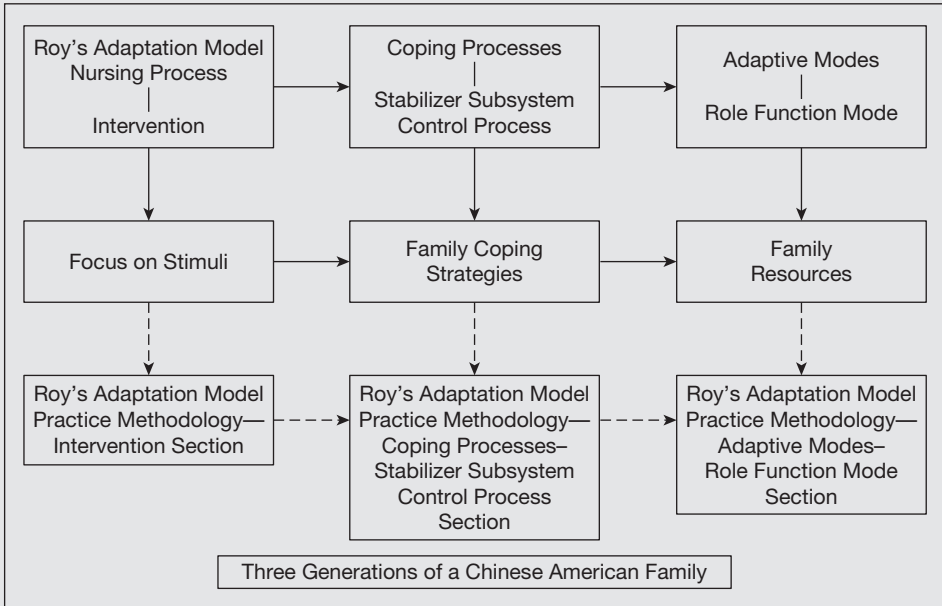 Roy's Adaptation Model
Nursing Process
Intervention
Coping Processes
Stabilizer Subsystem
Control Process
Adaptive Modes
Role Function Mode
Focus on Stimuli
Family Coping
Strategies
Family
Resources
Roy's Adaptation Model
Practice Methodology—
Intervention Section
Roy's Adaptation Model
Practice Methodology—
Coping Processes–
Stabilizer Subsystem
Control Process
Section
Roy's Adaptation Model
Practice Methodology—
Adaptive Modes–
Role Function Mode
Section
Three Generations of a Chinese American Family